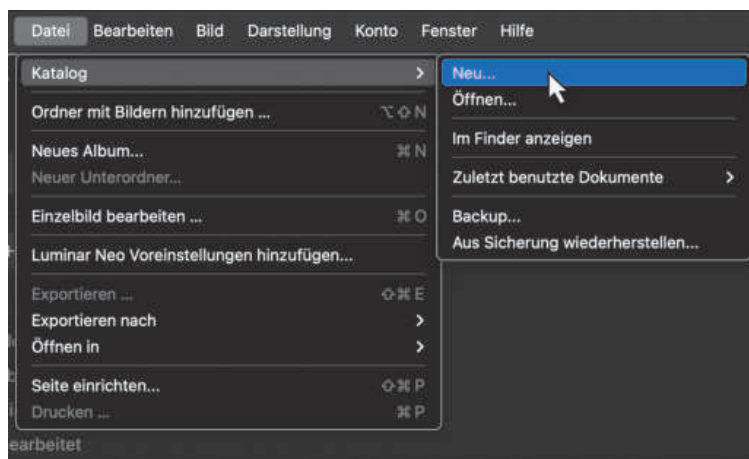 Datei Bearbeiten Bild Darstellung Konto Fenster Hilfe
Katalog >
Ordner mit Bildern hinzufügen ... ⌥⇧N
Neues Album... ⌘N
Neuer Unterordner...
Einzelbild bearbeiten ... ⌘O
Luminar Neo Voreinstellungen hinzufügen...
Exportieren ... ⇧⌘E
Exportieren nach >
Öffnen in >
Seite einrichten... ⇧⌘P
Drucken ... ⌘P
Neu...
Öffnen...
Im Finder anzeigen
Zuletzt benutzte Dokumente >
Backup...
Aus Sicherung wiederherstellen...
earbeitet